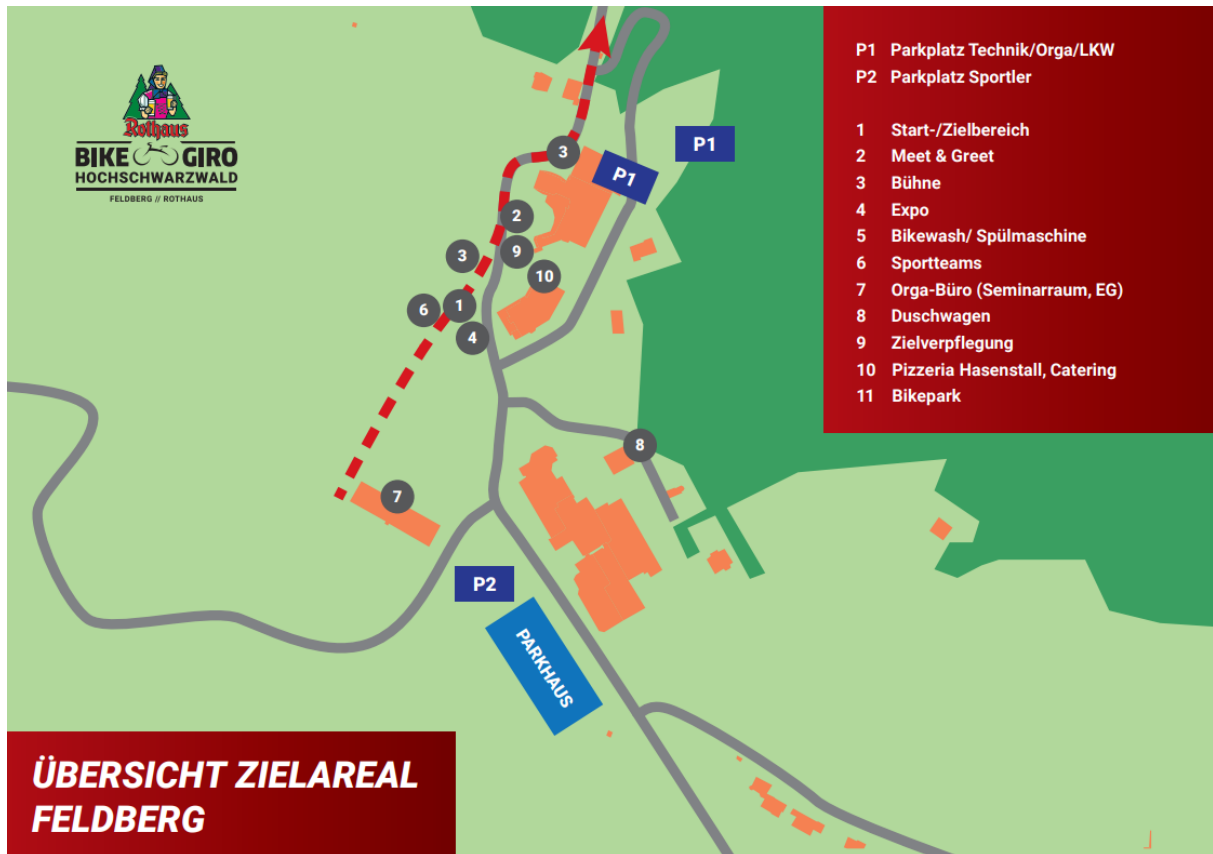 Rothaus
BIKE GIRO
HOCHSCHWARZWALD
FELDBERG // ROTHAUS
P1 Parkplatz Technik/Orga/LKW
P2 Parkplatz Sportler
1 Start-/Zielbereich
2 Meet & Greet
3 Bühne
4 Expo
5 Bikewash/ Spülmaschine
6 Sportteams
7 Orga-Büro (Seminarraum, EG)
8 Duschwagen
9 Zielverpflegung
10 Pizzeria Hasenstall, Catering
11 Bikepark
P1
3
P1
2
9
3
10
1
6
4
8
7
P2
PARKHAUS
ÜBERSICHT ZIELAREAL
FELDBERG